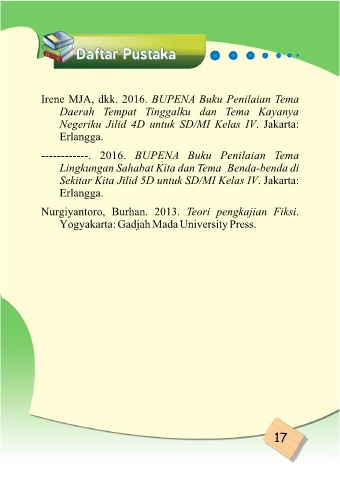 Daftar Pustaka
Irene MJA, dkk. 2016. BUPENA Buku Penilaian Tema
Daerah Tempat Tinggalku dan Tema Kayanya
Negeriku Jilid 4D untuk SD/MI Kelas IV. Jakarta:
Erlangga.
------------. 2016. BUPENA Buku Penilaian Tema
Lingkungan Sahabat Kita dan Tema Benda-benda di
Sekitar Kita Jilid 5D untuk SD/MI Kelas IV. Jakarta:
Erlangga.
Nurgiyantoro, Burhan. 2013. Teori pengkajian Fiksi.
Yogyakarta: Gadjah Mada University Press.
17